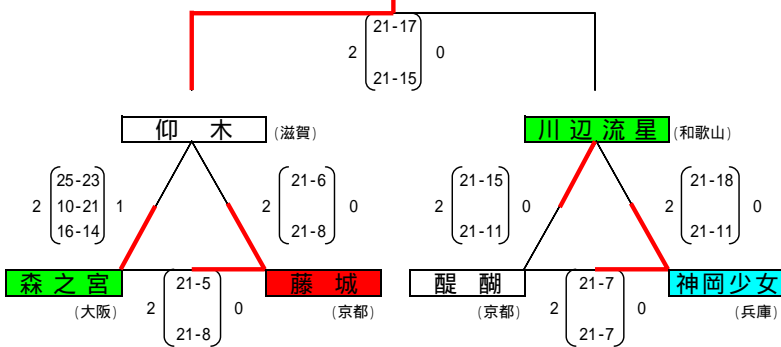 21-17
2 0
21-15
仰木 (滋賀)
川辺流星 (和歌山)
25-23
2 10-21 1
16-14
21-6
2 0
21-8
21-15
2 0
21-11
21-18
2 0
21-11
森之宮
(大阪)
21-5
2 0
21-8
藤城
(京都)
醍醐
(京都)
21-7
2 0
21-7
神岡少女
(兵庫)